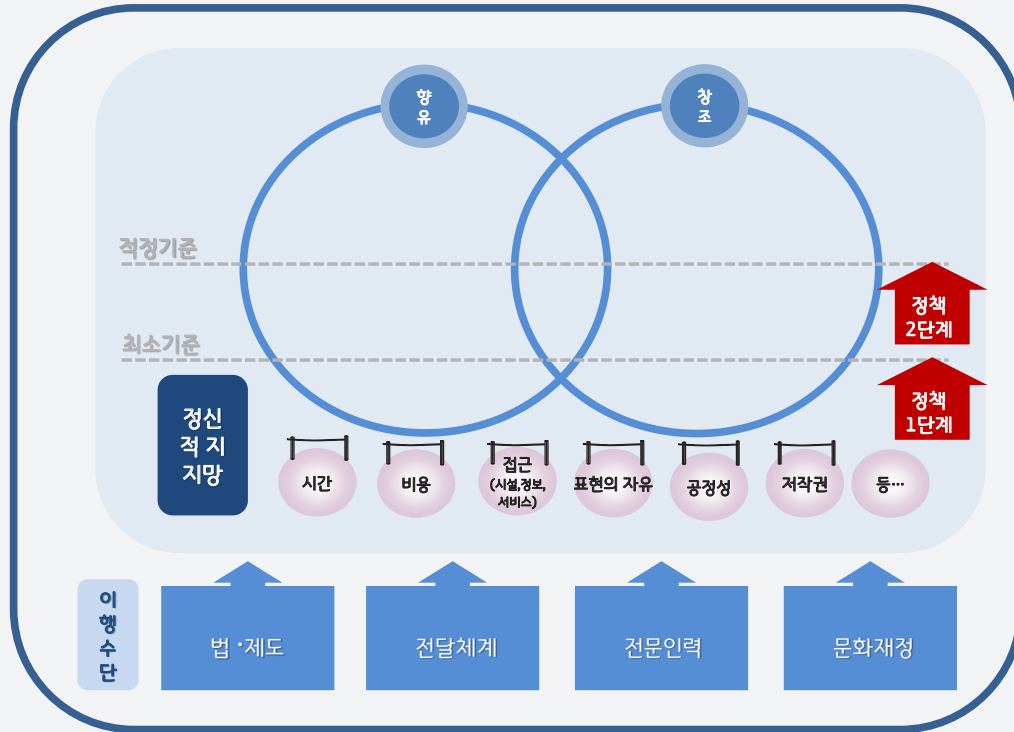 향
유
창
조
적정기준
정책
2단계
최소기준
정책
1단계
정신
적 지
지망
시간
비용
접근
(시설,정보,
서비스)
표현의 자유
공정성
저작권
등…
이
행
수
단
법 ·제도
전달체계
전문인력
문화재정